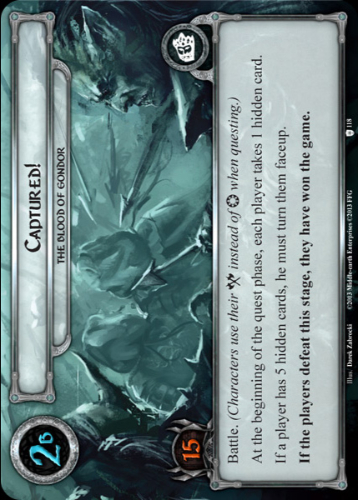 2B
CAPTURED!
THE BLOOD OF GONDOR
15
Battle. (Characters use their instead of when questing.)
At the beginning of the quest phase, each player takes 1 hidden card.
If a player has 5 hidden cards, he must turn them faceup.
If the players defeat this stage, they have won the game.
Illus. Darek Zabrocki ©2013 Middle-earth Enterprises ©2013 FFG 118